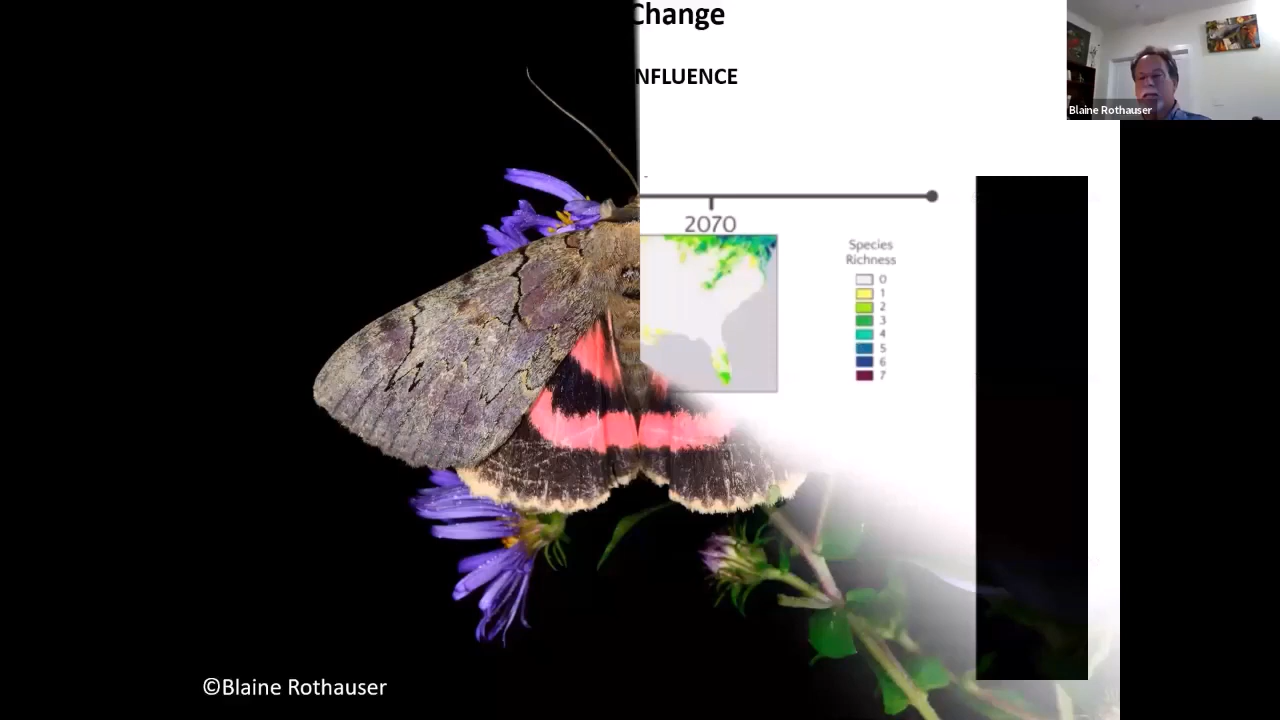 Change
NFLUENCE
Blaine Rothauser
2070
Species
Richness
0
1
2
3
4
5
6
7
©Blaine Rothauser